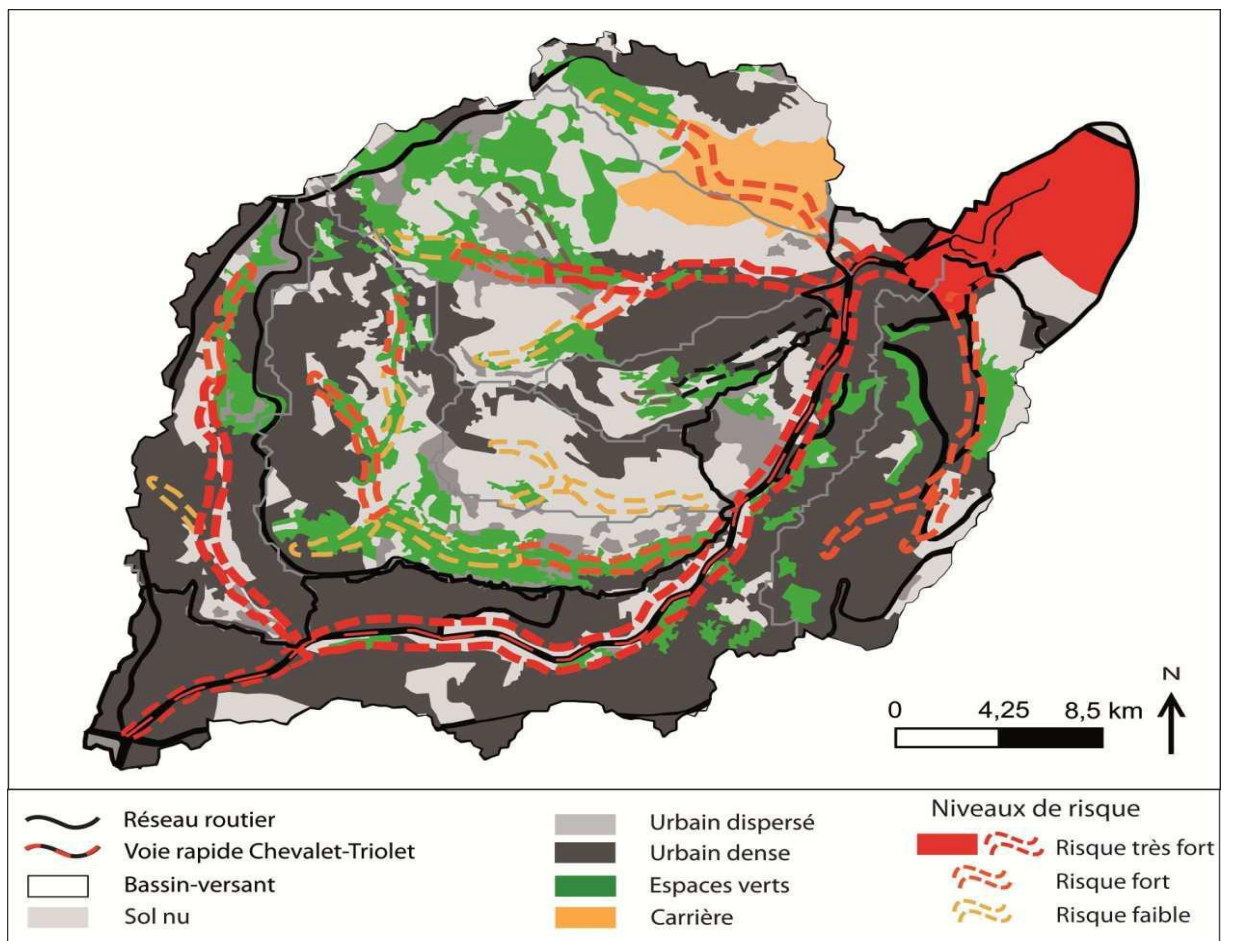 N
0 4,25 8,5 km
Réseau routier
Voie rapide Chevalet-Triolet
Bassin-versant
Sol nu
Urbain dispersé
Urbain dense
Espaces verts
Carrière
Niveaux de risque
Risque très fort
Risque fort
Risque faible